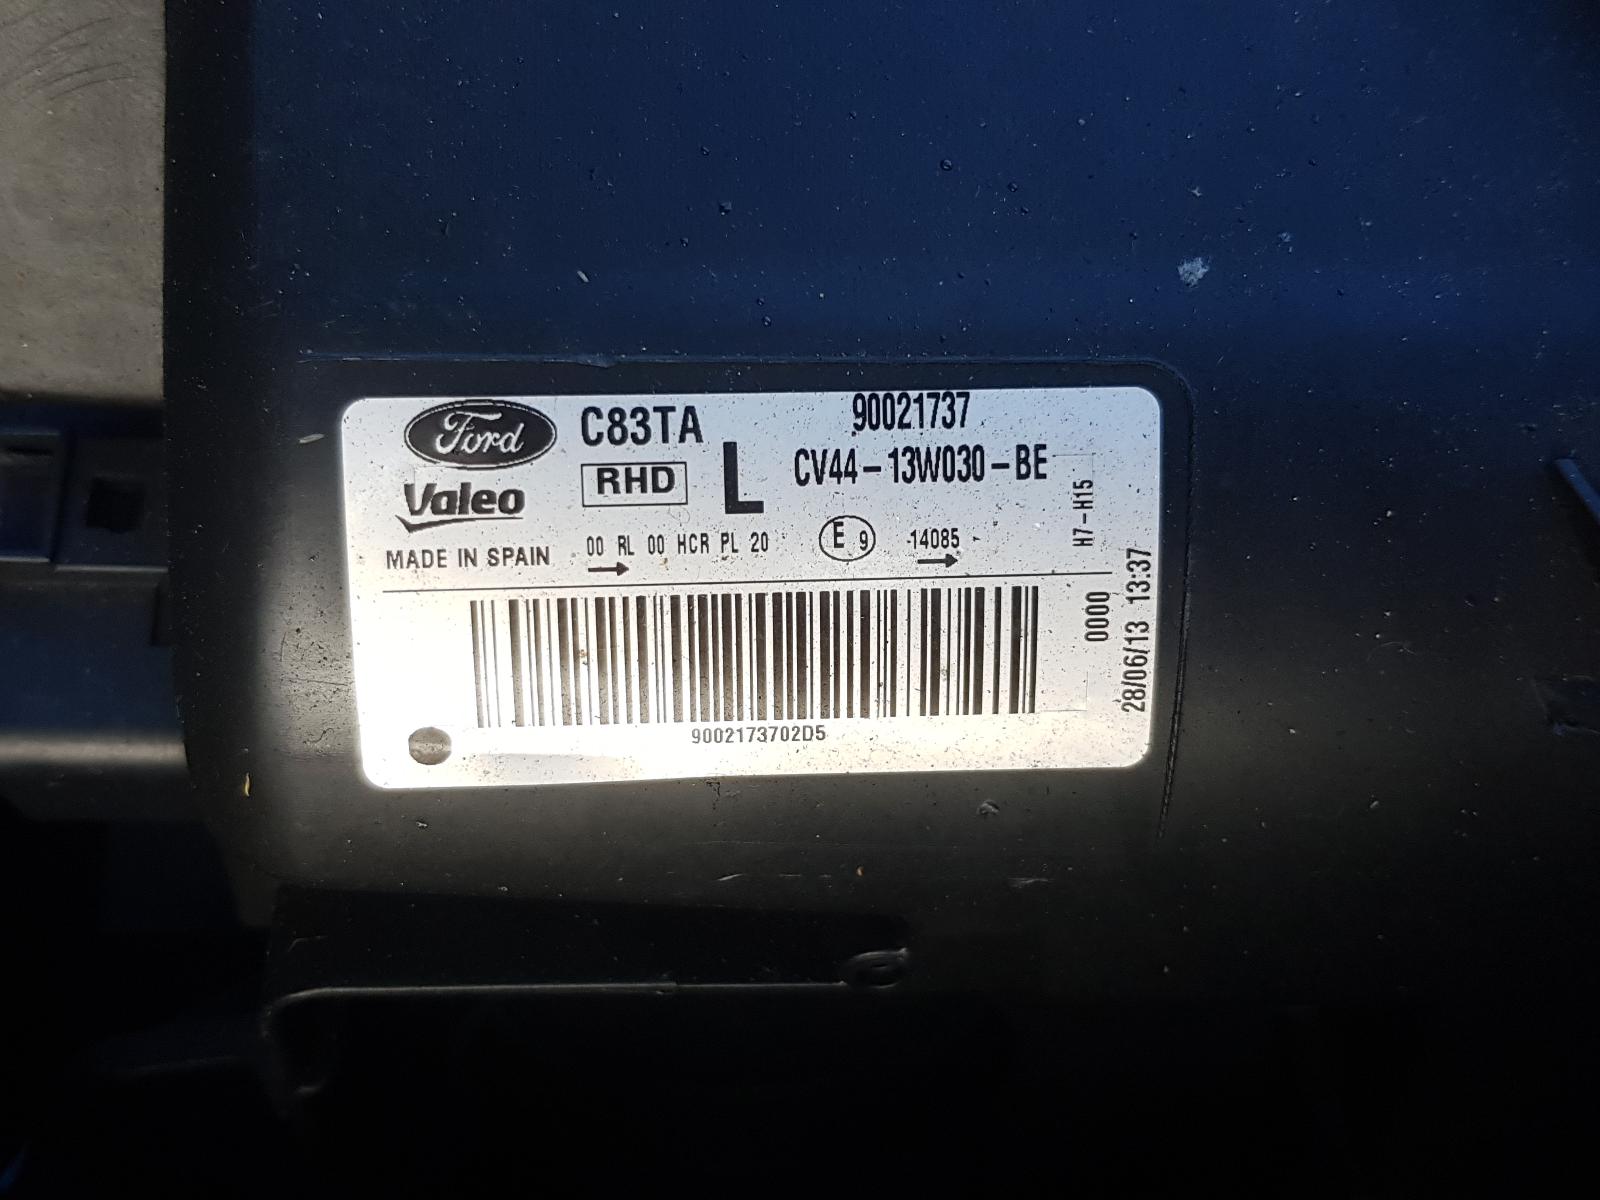 Ford
C83TA
90021737
RHD
L
CV44-13W030-BE
Valeo
MADE IN SPAIN
00 RL 00 HCR PL 20
E 9
14085
H7-H15
0000
28/06/13 13:37
9002173702D5